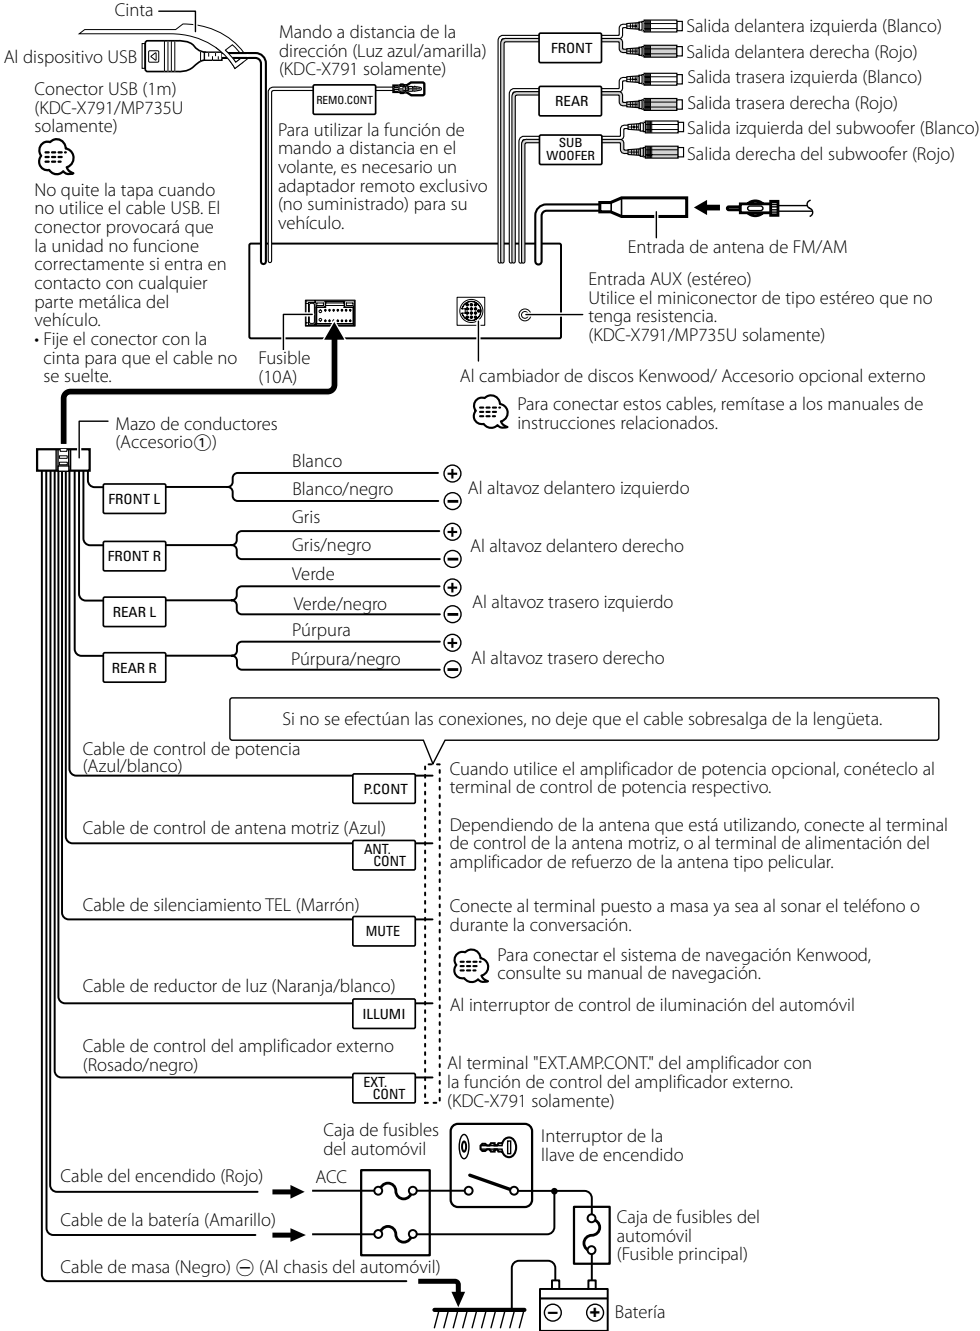 Cinta
Al dispositivo USB
Conector USB (1m)
(KDC-X791/MP735U
solamente)
No quite la tapa cuando
no utilice el cable USB. El
conector provocará que
la unidad no funcione
correctamente si entra en
contacto con cualquier
parte metálica del
vehículo.
• Fije el conector con la
cinta para que el cable no
se suelte.
Mando a distancia de la
dirección (Luz azul/amarilla)
(KDC-X791 solamente)
REMO.CONT
Para utilizar la función de
mando a distancia en el
volante, es necesario un
adaptador remoto exclusivo
(no suministrado) para su
vehículo.
FRONT
Salida delantera izquierda (Blanco)
Salida delantera derecha (Rojo)
REAR
Salida trasera izquierda (Blanco)
Salida trasera derecha (Rojo)
SUB
WOOFER
Salida izquierda del subwoofer (Blanco)
Salida derecha del subwoofer (Rojo)
Entrada de antena de FM/AM
Entrada AUX (estéreo)
Utilice el miniconector de tipo estéreo que no
tenga resistencia.
(KDC-X791/MP735U solamente)
Fusible
(10A)
Al cambiador de discos Kenwood/ Accesorio opcional externo
Para conectar estos cables, remítase a los manuales de
instrucciones relacionados.
Mazo de conductores
(Accesorio①)
FRONT L
Blanco
⊕
Blanco/negro
⊖
Al altavoz delantero izquierdo
FRONT R
Gris
⊕
Gris/negro
⊖
Al altavoz delantero derecho
REAR L
Verde
⊕
Verde/negro
⊖
Al altavoz trasero izquierdo
REAR R
Púrpura
⊕
Púrpura/negro
⊖
Al altavoz trasero derecho
Si no se efectúan las conexiones, no deje que el cable sobresalga de la lengüeta.
Cable de control de potencia
(Azul/blanco)
P.CONT
Cuando utilice el amplificador de potencia opcional, conéteclo al
terminal de control de potencia respectivo.
Cable de control de antena motriz (Azul)
ANT.
CONT
Dependiendo de la antena que está utilizando, conecte al terminal
de control de la antena motriz, o al terminal de alimentación del
amplificador de refuerzo de la antena tipo pelicular.
Cable de silenciamiento TEL (Marrón)
MUTE
Conecte al terminal puesto a masa ya sea al sonar el teléfono o
durante la conversación.
Para conectar el sistema de navegación Kenwood,
consulte su manual de navegación.
Cable de reductor de luz (Naranja/blanco)
ILLUMI
Al interruptor de control de iluminación del automóvil
Cable de control del amplificador externo
(Rosado/negro)
EXT.
CONT
Al terminal "EXT.AMP.CONT." del amplificador con
la función de control del amplificador externo.
(KDC-X791 solamente)
Caja de fusibles
del automóvil
Interruptor de la
llave de encendido
Cable del encendido (Rojo)
ACC
Cable de la batería (Amarillo)
Caja de fusibles del
automóvil
(Fusible principal)
Cable de masa (Negro) ⊖ (Al chasis del automóvil)
⊖ ⊕
Batería